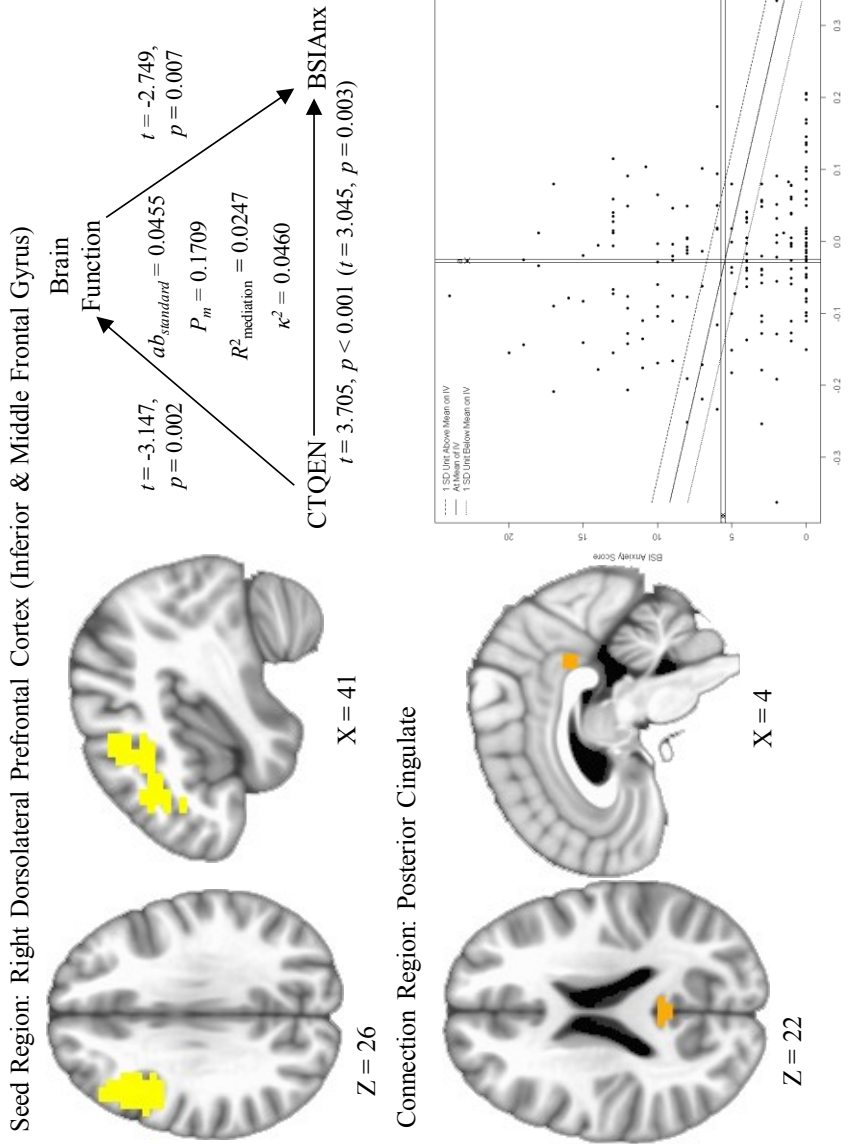 Seed Region: Right Dorsolateral Prefrontal Cortex (Inferior & Middle Frontal Gyrus)
Z = 26
X = 41
Brain
Function
t = -3.147,
p = 0.002
t = -2.749,
p = 0.007
ab standard = 0.0455
P m = 0.1709
R² mediation = 0.0247
κ² = 0.0460
CTQEN
BSIAnx
t = 3.705, p < 0.001 (t = 3.045, p = 0.003)
Connection Region: Posterior Cingulate
Z = 22
X = 4
1 SD Unit Above Mean on IV
At Mean of IV
1 SD Unit Below Mean on IV
BSI Anxiety Score
20
15
10
5
0
-0.3
-0.2
-0.1
0.0
0.1
0.2
0.3